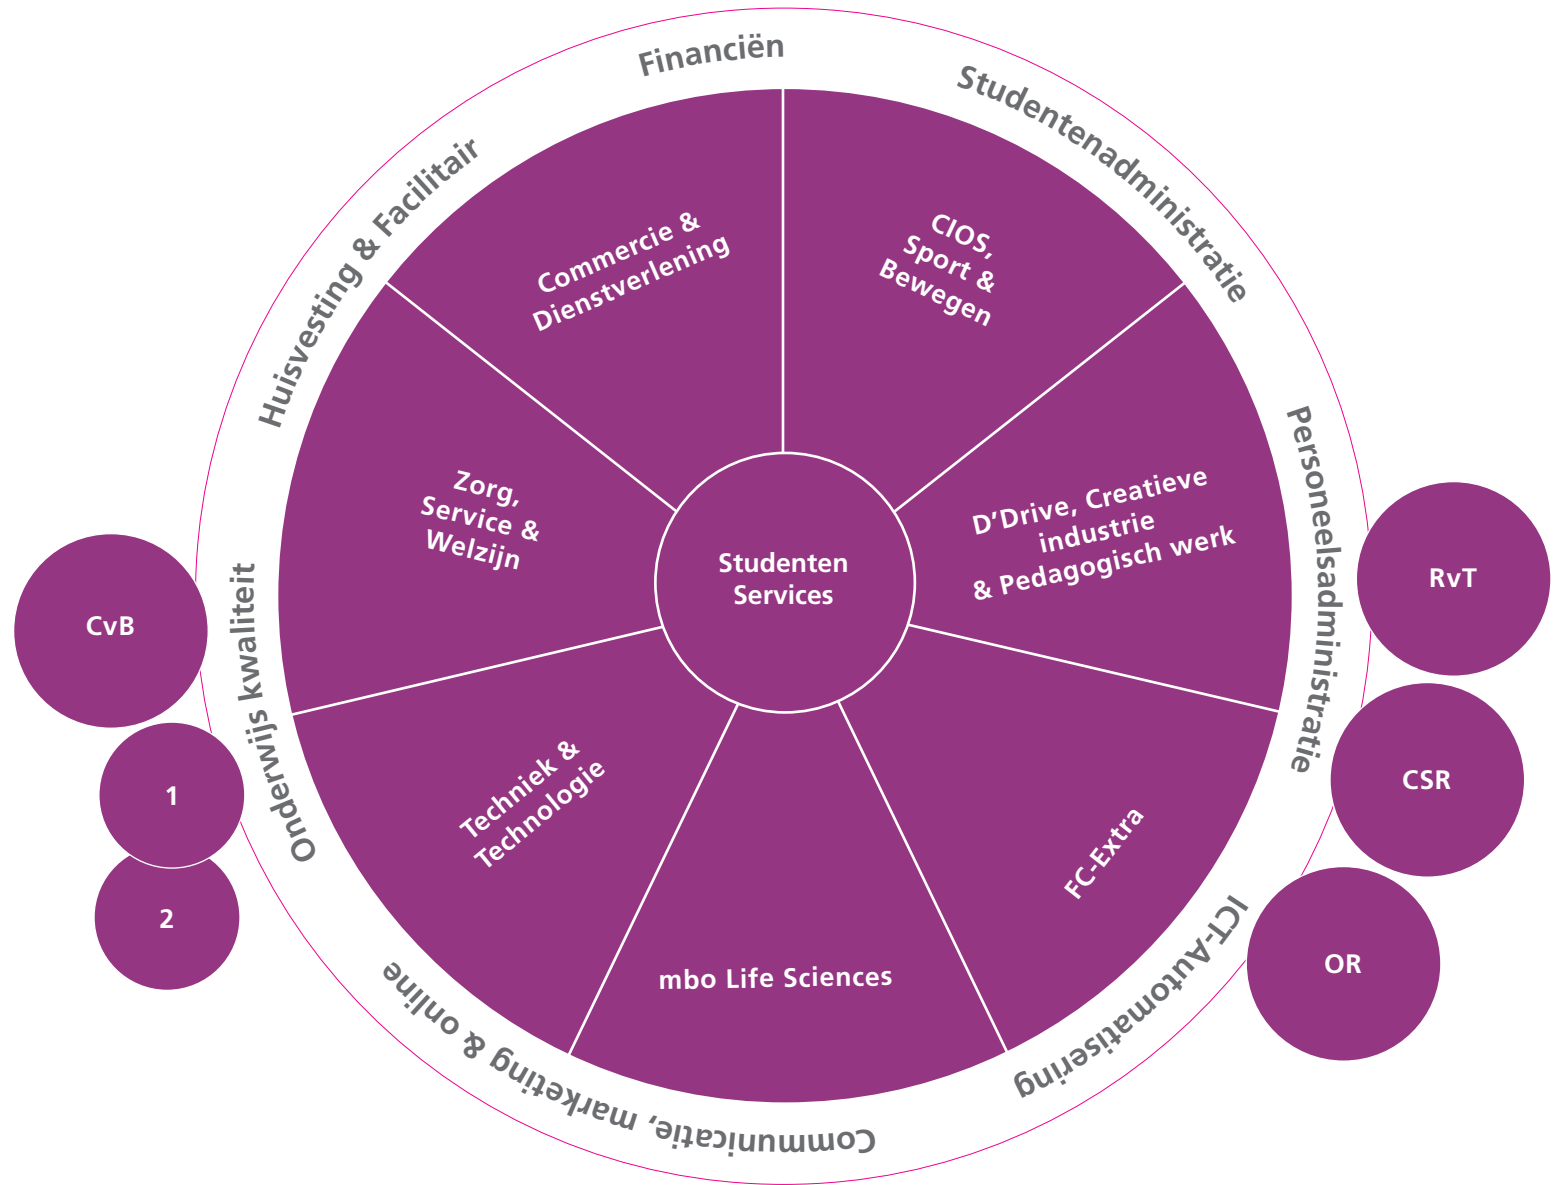 Financiën
Studentenadministratie
Huisvesting & Facilitair
Commercie &
Dienstverlening
CIOS,
Sport &
Bewegen
Personeelsadministratie
Zorg,
Service &
Welzijn
D’Drive, Creatieve
industrie
& Pedagogisch werk
Studenten
Services
CvB
RvT
Onderwijs kwaliteit
1
2
Techniek &
Technologie
FC-Extra
CSR
mbo Life Sciences
OR
ICT-Automatisering
Communicatie, marketing & online